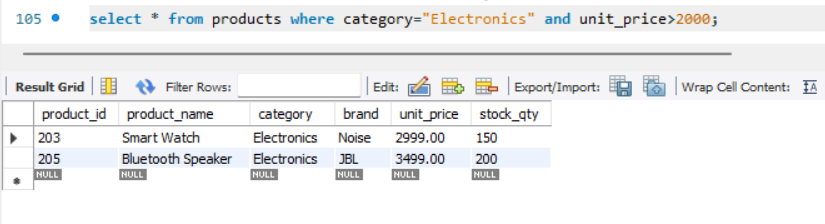 105 select * from products where category="Electronics" and unit_price>2000;
Result Grid Filter Rows: Edit: Export/Import: Wrap Cell Content: IA
product_id product_name category brand unit_price stock_qty
203 Smart Watch Electronics Noise 2999.00 150
205 Bluetooth Speaker Electronics JBL 3499.00 200
NULL NULL NULL NULL NULL NULL